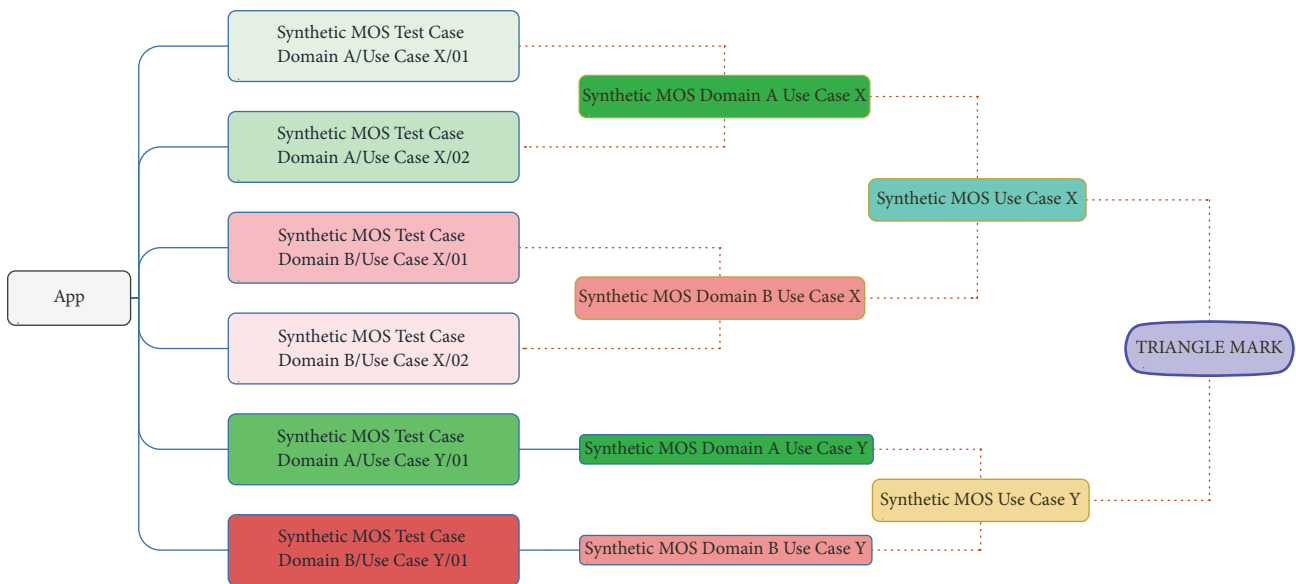 App
Synthetic MOS Test Case
Domain A/Use Case X/01
Synthetic MOS Test Case
Domain A/Use Case X/02
Synthetic MOS Test Case
Domain B/Use Case X/01
Synthetic MOS Test Case
Domain B/Use Case X/02
Synthetic MOS Test Case
Domain A/Use Case Y/01
Synthetic MOS Test Case
Domain B/Use Case Y/01
Synthetic MOS Domain A Use Case X
Synthetic MOS Domain B Use Case X
Synthetic MOS Domain A Use Case Y
Synthetic MOS Domain B Use Case Y
Synthetic MOS Use Case X
Synthetic MOS Use Case Y
TRIANGLE MARK